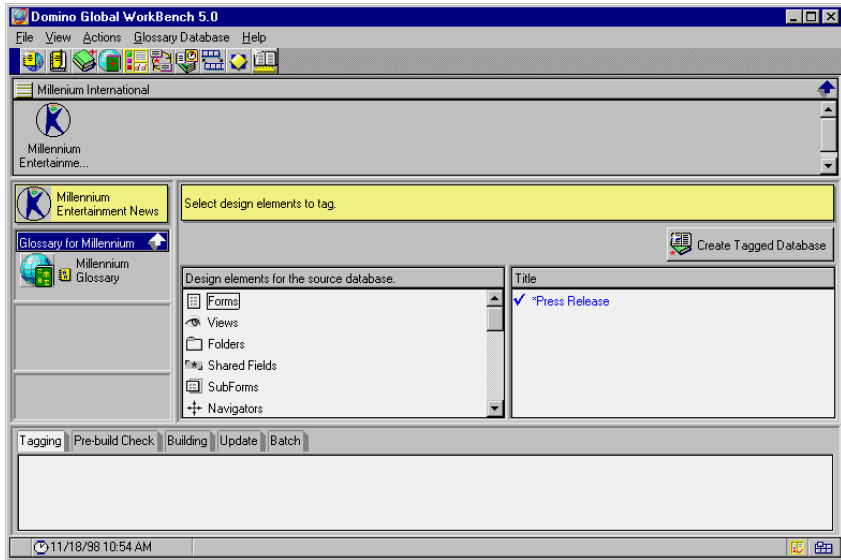 Domino Global WorkBench 5.0
File View Actions Glossary Database Help
Millenium International
Millennium
Entertainme...
Millennium
Entertainment News
Select design elements to tag.
Glossary for Millennium
Millennium
Glossary
Create Tagged Database
Design elements for the source database.
Title
Forms
*Press Release
Views
Folders
Shared Fields
SubForms
Navigators
Tagging Pre-build Check Building Update Batch
11/18/98 10:54 AM